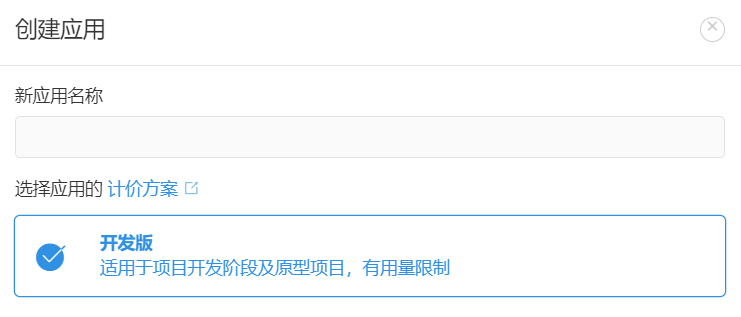 创建应用
新应用名称
选择应用的 计价方案
开发版
适用于项目开发阶段及原型项目，有用量限制